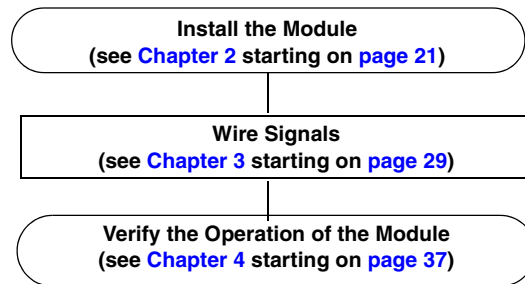 Install the Module
(see Chapter 2 starting on page 21)
Wire Signals
(see Chapter 3 starting on page 29)
Verify the Operation of the Module
(see Chapter 4 starting on page 37)